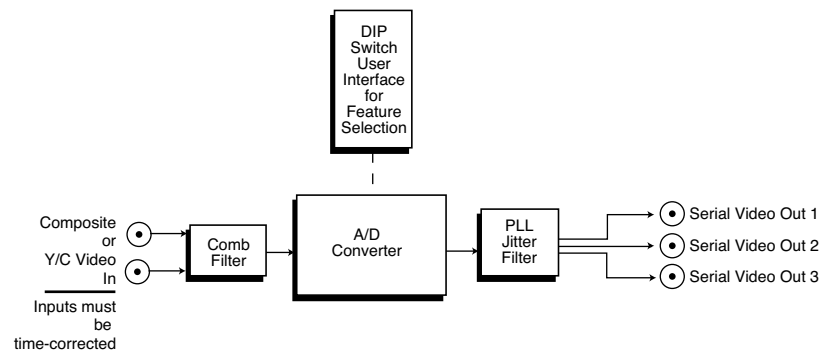 DIP
Switch
User
Interface
for
Feature
Selection
Composite
or
Y/C Video
In
Inputs must
be
time-corrected
Comb
Filter
A/D
Converter
PLL
Jitter
Filter
Serial Video Out 1
Serial Video Out 2
Serial Video Out 3